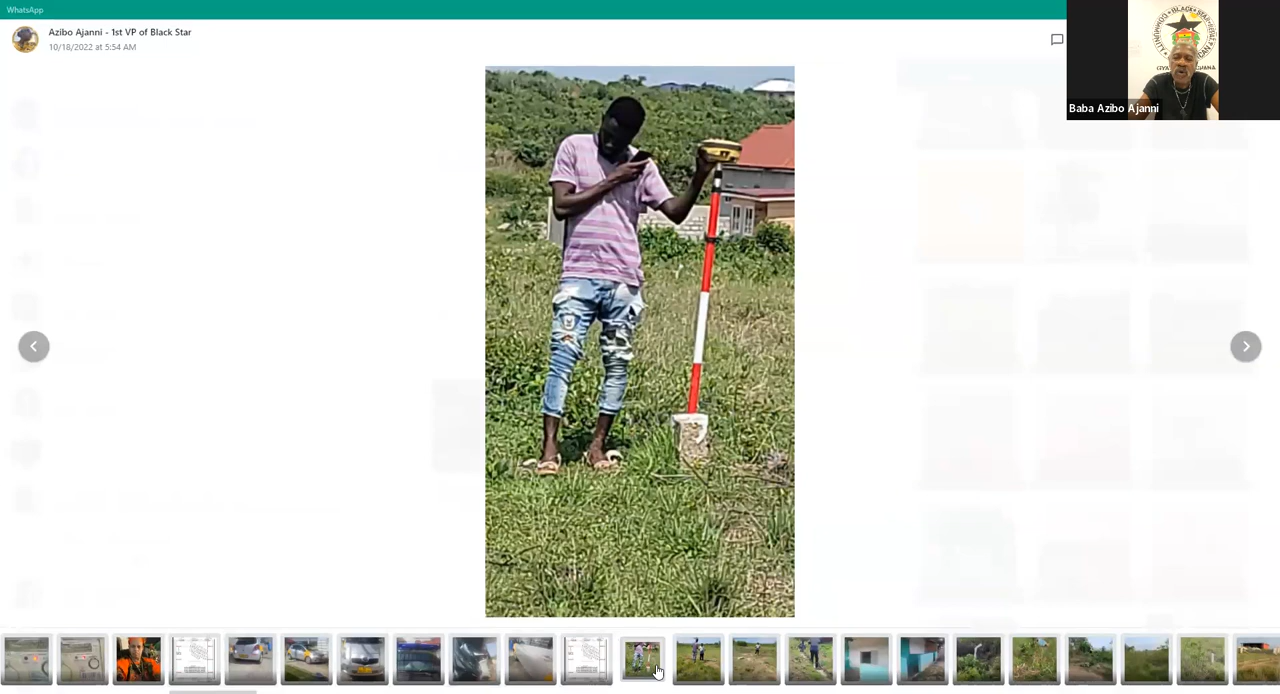 WhatsApp
Azibo Ajanni - 1st VP of Black Star
10/18/2022 at 5:54 AM
Baba Azibo Ajanni